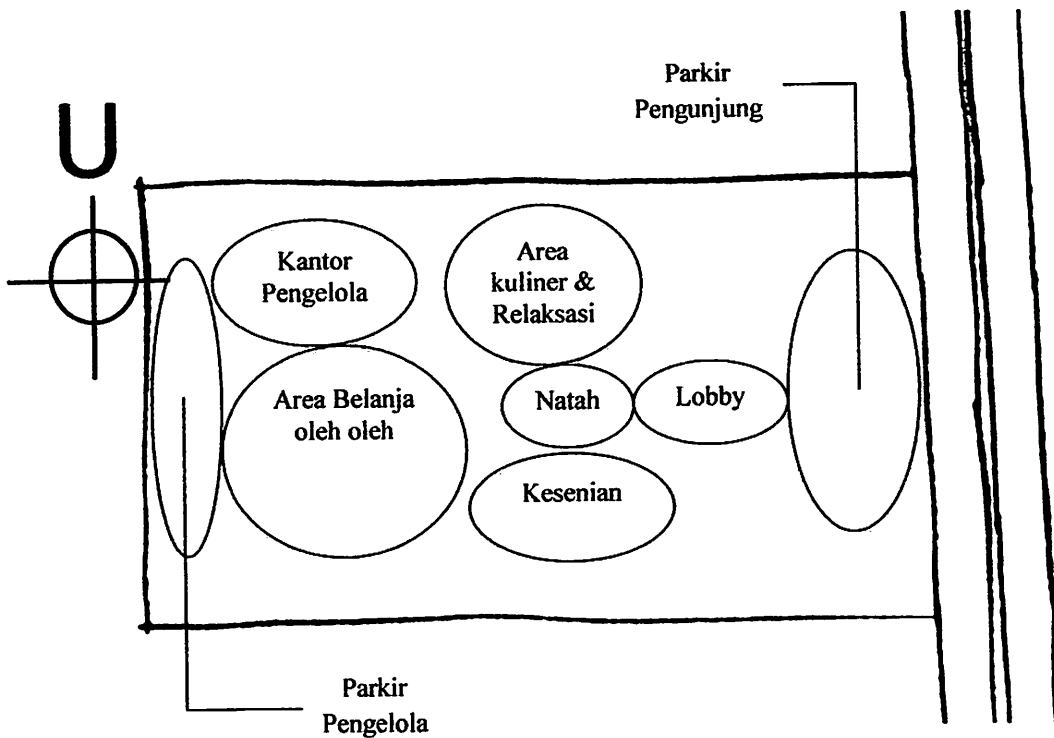 Parkir
Pengunjung
U
Kantor
Pengelola
Area
kuliner &
Relaksasi
Area Belanja
oleh oleh
Natah
Lobby
Kesenian
Parkir
Pengelola